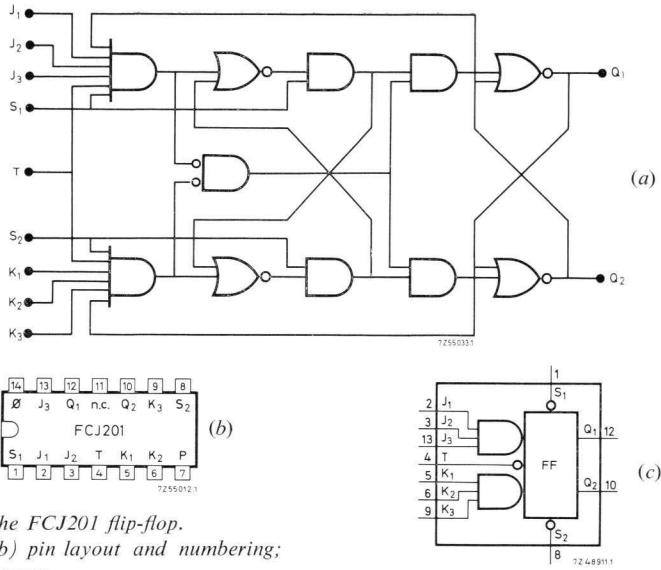 J1
J2
J3
S1
T
S2
K1
K2
K3
Q1
Q2
(a)
7Z55033.1
14 13 12 11 10 9 8
Ø J3 Q1 n.c. Q2 K3 S2
FCJ201
S1 J1 J2 T K1 K2 P
1 2 3 4 5 6 7
7Z55012.1
(b)
1
S1
2 J1
3 J2
13 J3
4 T
5 K1
6 K2
9 K3
FF
Q1 12
Q2 10
S2
8
7Z48911.1
(c)
he FCJ201 flip-flop.
b) pin layout and numbering;